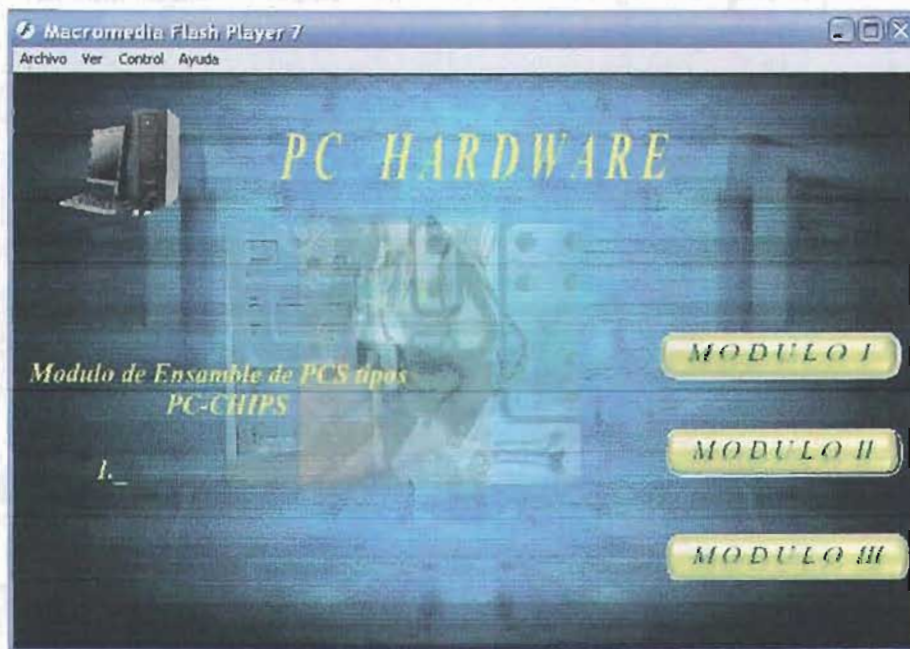 Macromedia Flash Player 7
Archivo Ver Control Ayuda
PC HARDWARE
Modulo de Ensamble de PCS tipos
PC-CHIPS
1._
MODULO I
MODULO II
MODULO III